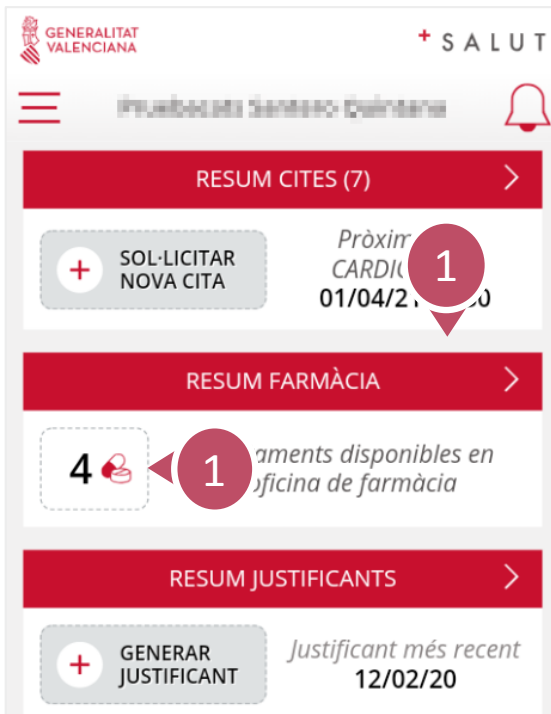 GENERALITAT
VALENCIANA
+ SALUT
RESUM CITES (7)
SOL·LICITAR
NOVA CITA
1
RESUM FARMÀCIA
4
1
disponibles en
oficina de farmàcia
RESUM JUSTIFICANTS
GENERAR
JUSTIFICANT
Justificant més recent
12/02/20